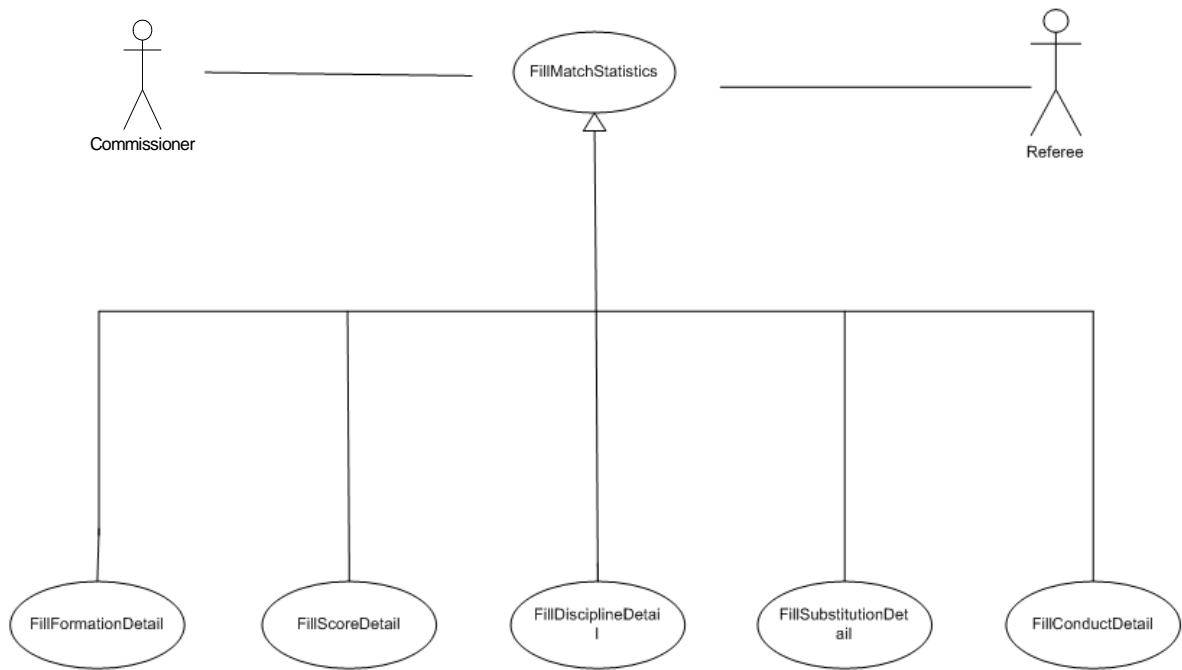 FillMatchStatistics
Commissioner
Referee
FillFormationDetail
FillScoreDetail
FillDisciplineDetai
l
FillSubstitutionDet
ail
FillConductDetail